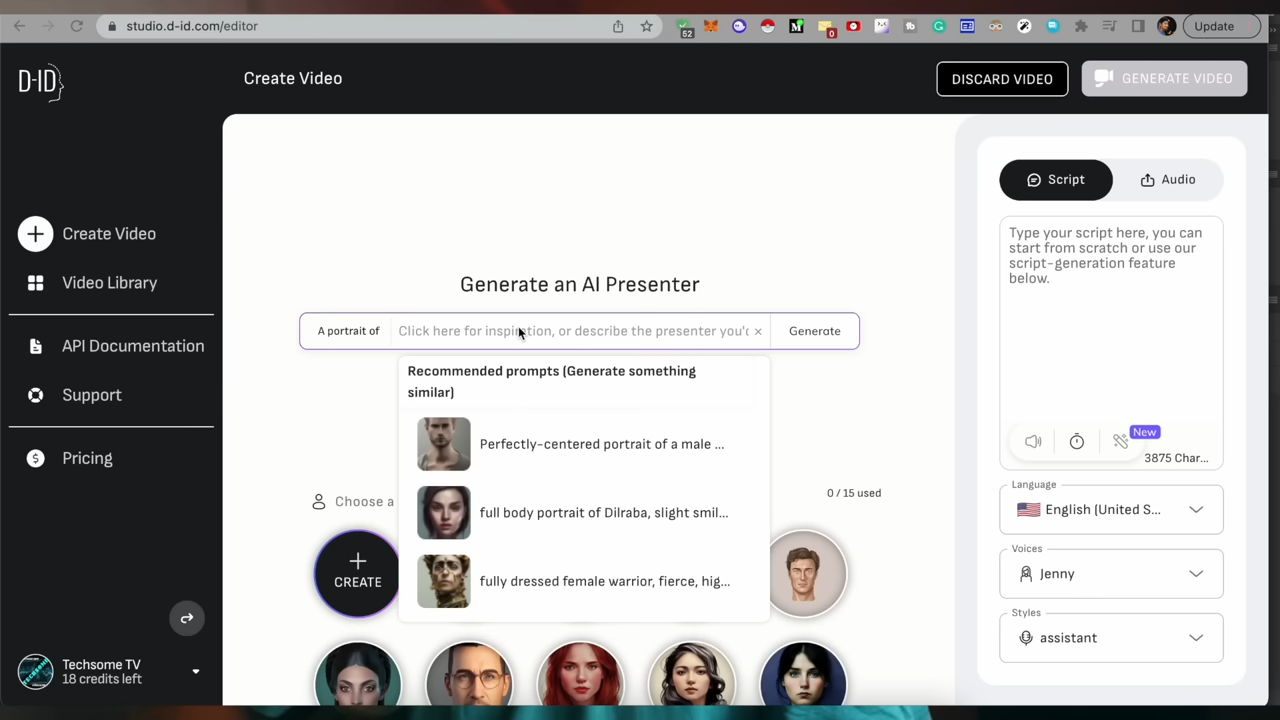 studio.d-id.com/editor
52
0
Update
D-ID
Create Video
DISCARD VIDEO
GENERATE VIDEO
Create Video
Video Library
API Documentation
Support
Pricing
Techsome TV
18 credits left
Generate an AI Presenter
A portrait of
Click here for inspiration, or describe the presenter you'd
Generate
Recommended prompts (Generate something
similar)
Perfectly-centered portrait of a male ...
full body portrait of Dilraba, slight smil...
fully dressed female warrior, fierce, hig...
Choose a
0 / 15 used
CREATE
Script
Audio
Type your script here, you can
start from scratch or use our
script-generation feature
below.
New
3875 Char...
Language
English (United S...
Voices
Jenny
Styles
assistant